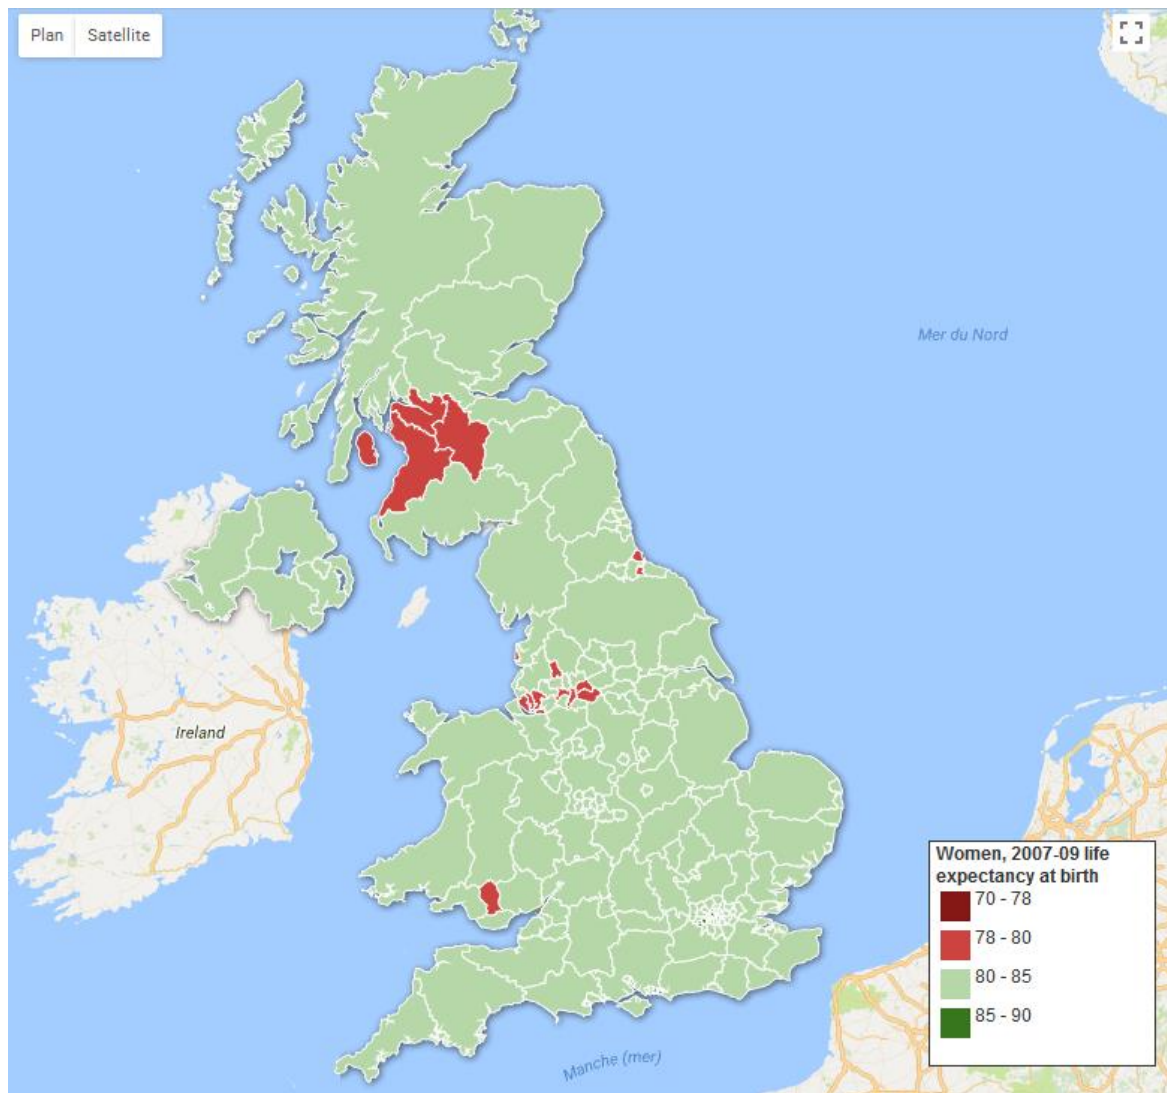 Plan Satellite
Mer du Nord
Ireland
Women, 2007-09 life
expectancy at birth
70 - 78
78 - 80
80 - 85
85 - 90
Manche (mer)